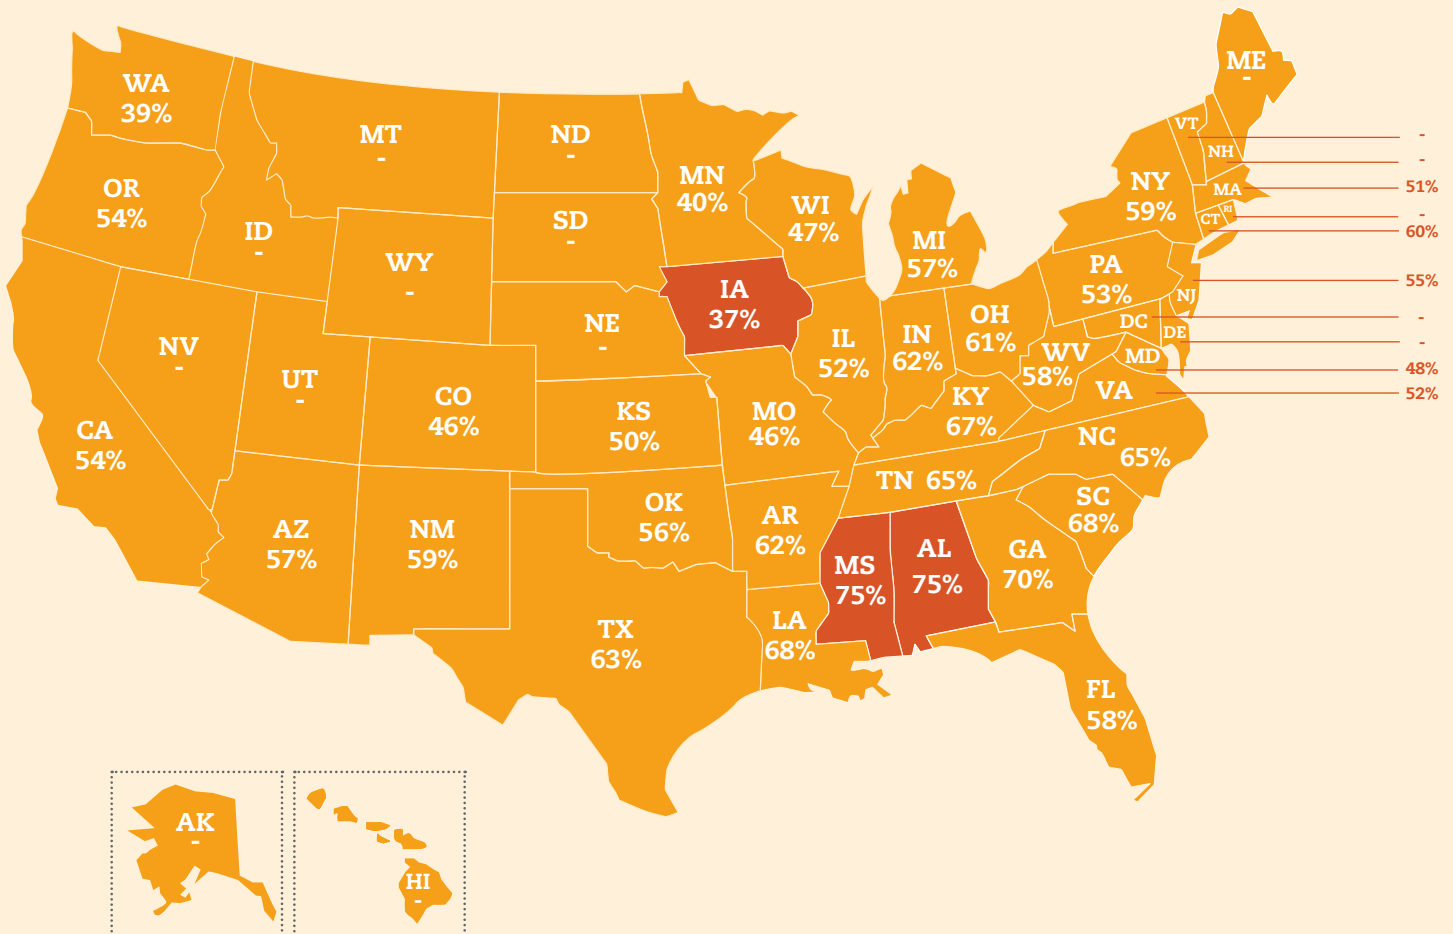 ME
-
WA
39%
MT
-
ND
-
VT
-
NH
-
MN
40%
OR
54%
NY
59%
MA
51%
WI
47%
RI
-
CT
60%
SD
-
ID
-
MI
57%
WY
-
PA
53%
IA
37%
NJ
55%
NE
-
OH
61%
DC
-
DE
-
IN
62%
IL
52%
NV
-
WV
58%
MD
48%
UT
-
VA
52%
CO
46%
KS
50%
MO
46%
KY
67%
CA
54%
NC
65%
TN 65%
SC
68%
OK
56%
AR
62%
AZ
57%
NM
59%
GA
70%
AL
75%
MS
75%
LA
68%
TX
63%
FL
58%
AK
-
HI
-